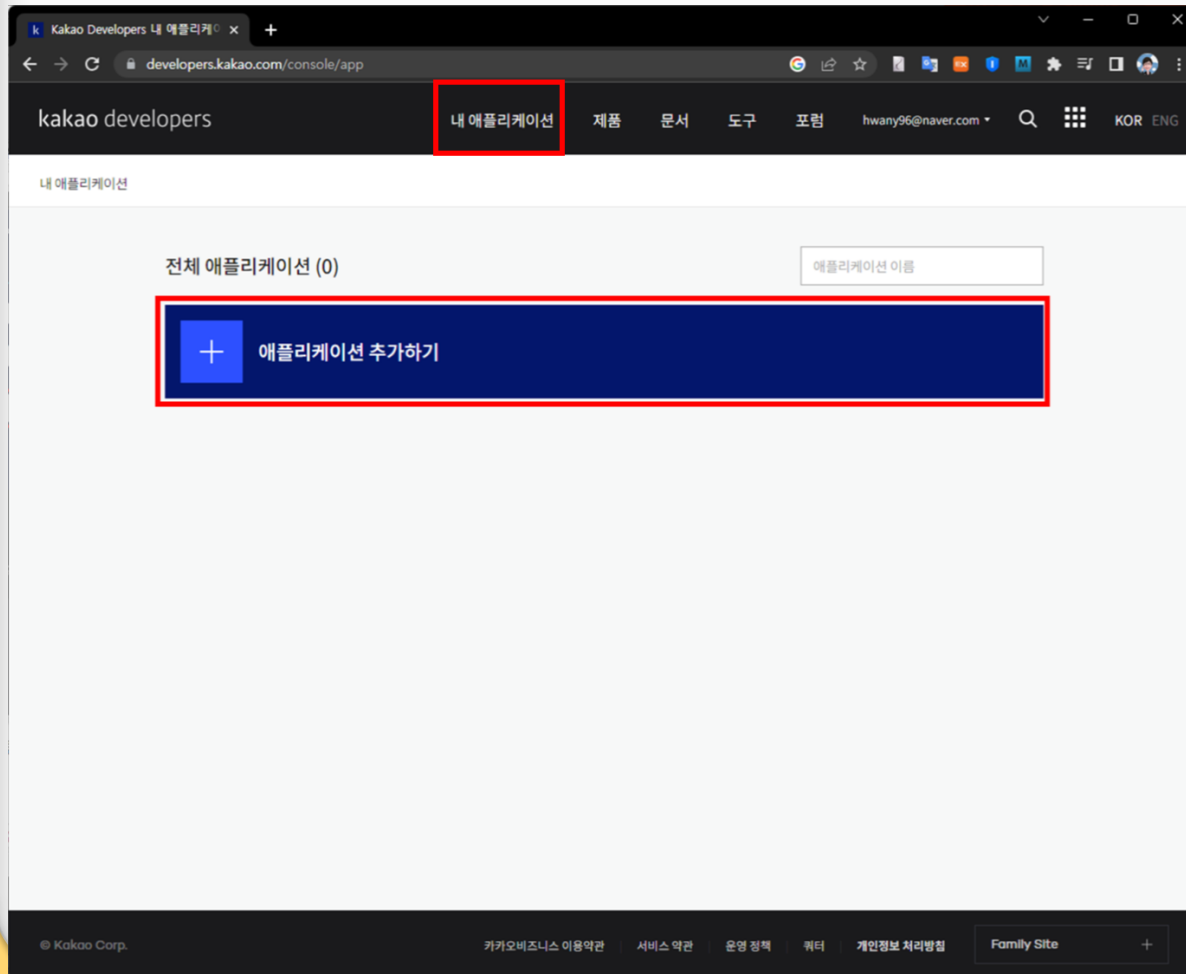 k Kakao Developers 내 애플리케이
developers.kakao.com/console/app
kakao developers 내 애플리케이션 제품 문서 도구 포럼 hwany96@naver.com KOR ENG
내 애플리케이션
전체 애플리케이션 (0) 애플리케이션 이름
애플리케이션 추가하기
© Kakao Corp. 카카오비즈니스 이용약관 서비스 약관 운영 정책 쿼터 개인정보 처리방침 Family Site